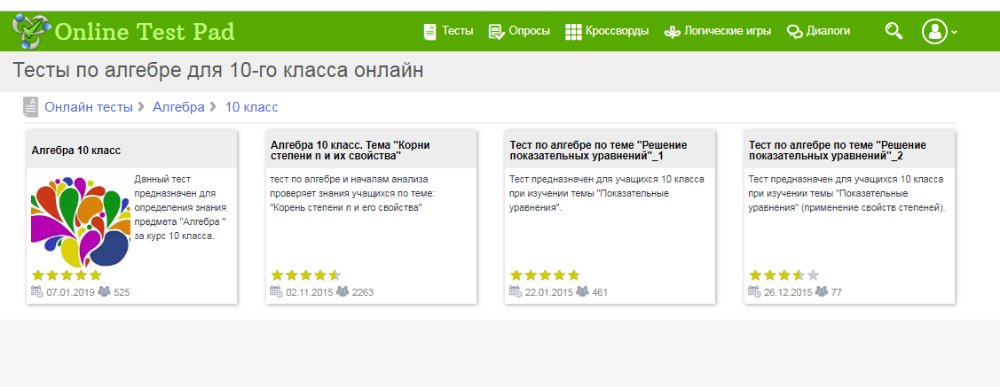 Online Test Pad
Тесты
Опросы
Кроссворды
Логические игры
Диалоги
Тесты по алгебре для 10-го класса онлайн
Онлайн тесты
Алгебра
10 класс
Алгебра 10 класс
Данный тест
предназначен для
определения знания
предмета "Алгебра "
за курс 10 класса.
07.01.2019 525
Алгебра 10 класс. Тема "Корни
степени n и их свойства"
тест по алгебре и началам анализа
проверяет знания учащихся по теме:
"Корень степени n и его свойства"
02.11.2015 2263
Тест по алгебре по теме "Решение
показательных уравнений"_1
Тест предназначен для учащихся 10 класса
при изучении темы "Показательные
уравнения".
22.01.2015 461
Тест по алгебре по теме "Решение
показательных уравнений"_2
Тест предназначен для учащихся 10 класса
при изучении темы "Показательные
уравнения" (применение свойств степеней).
26.12.2015 77